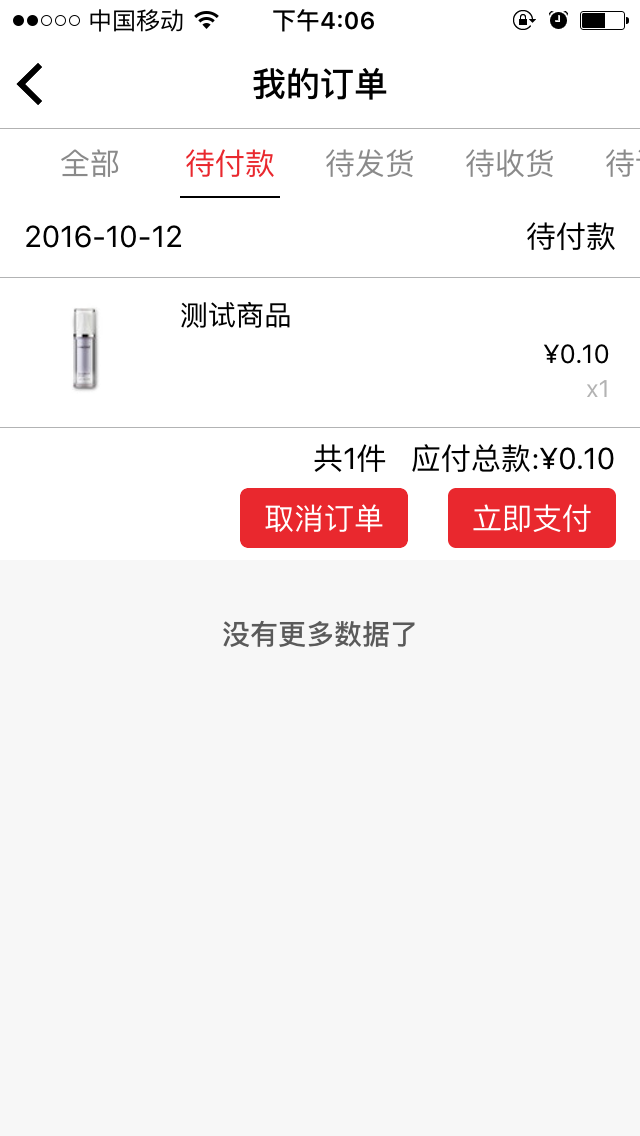 中国移动 下午4:06
我的订单
全部 待付款 待发货 待收货 待
2016-10-12 待付款
测试商品
¥0.10
x1
共1件 应付总款:¥0.10
取消订单 立即支付
没有更多数据了